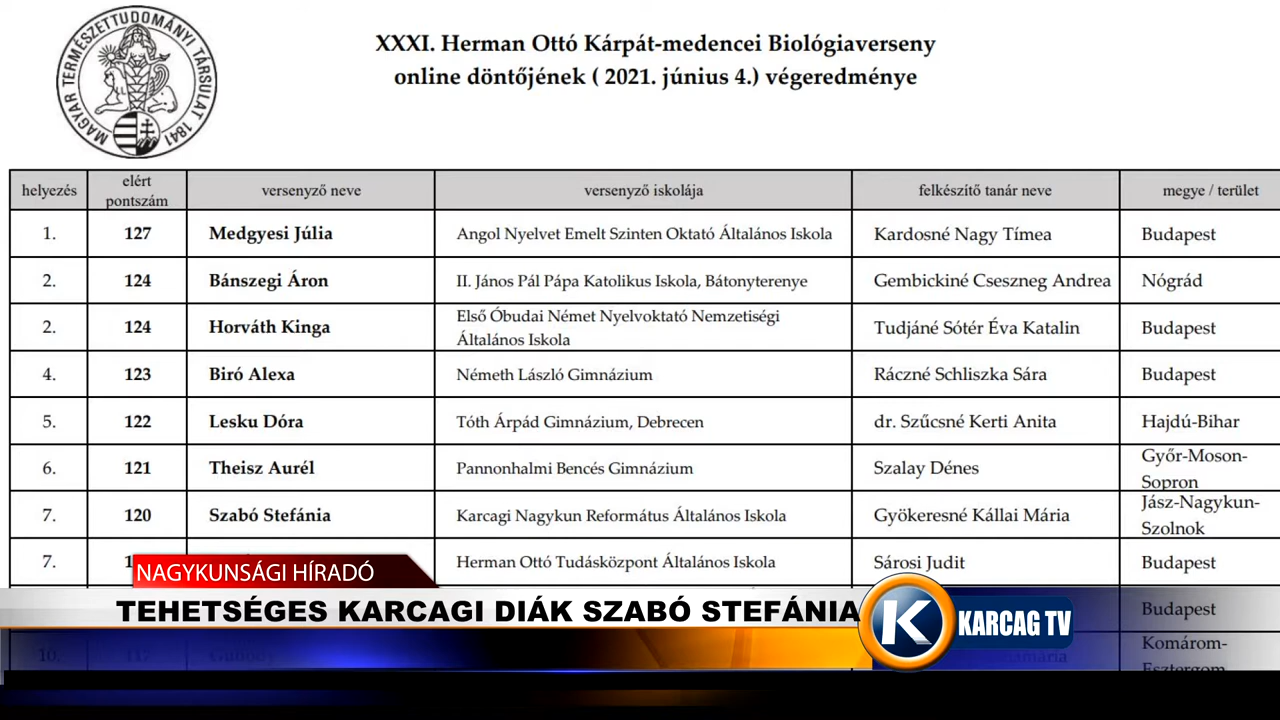 MAGYAR TERMÉSZETTUDOMÁNYI TÁRSULAT 1841
XXXI. Herman Ottó Kárpát-medencei Biológiaverseny
online döntőjének ( 2021. június 4.) végeredménye
helyezés elért pontszám versenyző neve versenyző iskolája felkészítő tanár neve megye / terület
1. 127 Medgyesi Júlia Angol Nyelvet Emelt Szinten Oktató Általános Iskola Kardosné Nagy Tímea Budapest
2. 124 Bánszegi Áron II. János Pál Pápa Katolikus Iskola, Bátonyterenye Gembickiné Cseszneg Andrea Nógrád
2. 124 Horváth Kinga Első Óbudai Német Nyelvoktató Nemzetiségi Általános Iskola Tudjáné Sótér Éva Katalin Budapest
4. 123 Biró Alexa Németh László Gimnázium Ráczné Schliszka Sára Budapest
5. 122 Lesku Dóra Tóth Árpád Gimnázium, Debrecen dr. Szűcsné Kerti Anita Hajdú-Bihar
6. 121 Theisz Aurél Pannonhalmi Bencés Gimnázium Szalay Dénes Győr-Moson-Sopron
7. 120 Szabó Stefánia Karcagi Nagykun Református Általános Iskola Gyökeresné Kállai Mária Jász-Nagykun-Szolnok
7. Herman Ottó Tudásközpont Általános Iskola Sárosi Judit Budapest
NAGYKUNSÁGI HÍRADÓ
TEHETSÉGES KARCAGI DIÁK SZABÓ STEFÁNIA
K KARCAG TV
Budapest
10. 117 Komárom-Esztergom